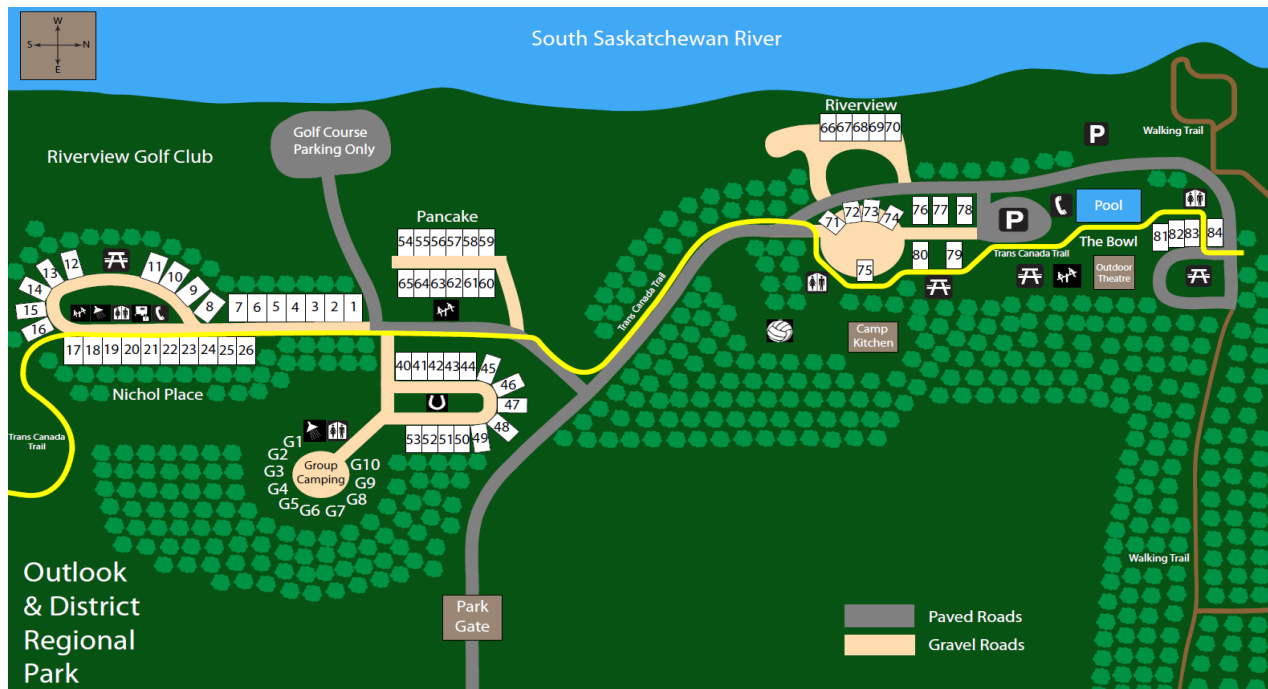 W
S
N
E
South Saskatchewan River
Riverview
66 67 68 69 70
Golf Course
Parking Only
P
Walking Trail
Riverview Golf Club
Pancake
54 55 56 57 58 59
65 64 63 62 61 60
71 72 73 74
76 77 78
P
Pool
75
80 79
The Bowl
Trans Canada Trail
81 82 83 84
Outdoor
Theatre
Camp
Kitchen
Trans Canada Trail
16 15 14 13 12 11 10 9 8
7 6 5 4 3 2 1
17 18 19 20 21 22 23 24 25 26
Nichol Place
Trans Canada
Trail
40 41 42 43 44 45
46
47
48
53 52 51 50 49
G1
G2
G3
G4
G5
G6
G7
G8
G9
G10
Group
Camping
Outlook
& District
Regional
Park
Park
Gate
Paved Roads
Gravel Roads
Walking Trail